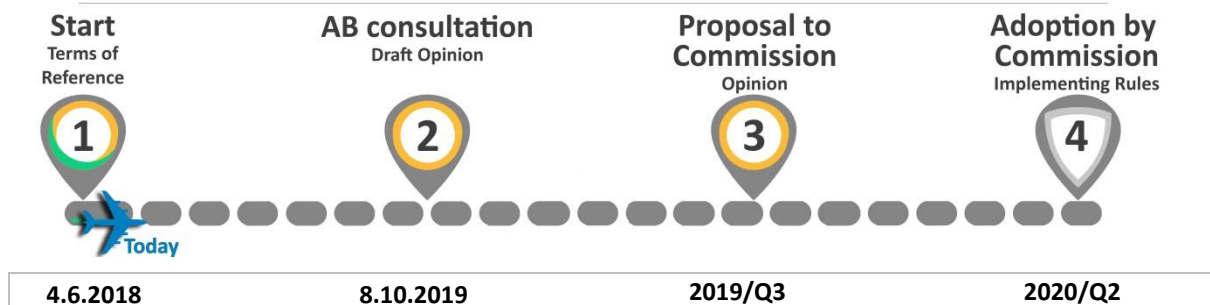 Start
Terms of
Reference
1
AB consultation
Draft Opinion
2
Proposal to
Commission
Opinion
3
Adoption by
Commission
Implementing Rules
4
Today
4.6.2018
8.10.2019
2019/Q3
2020/Q2